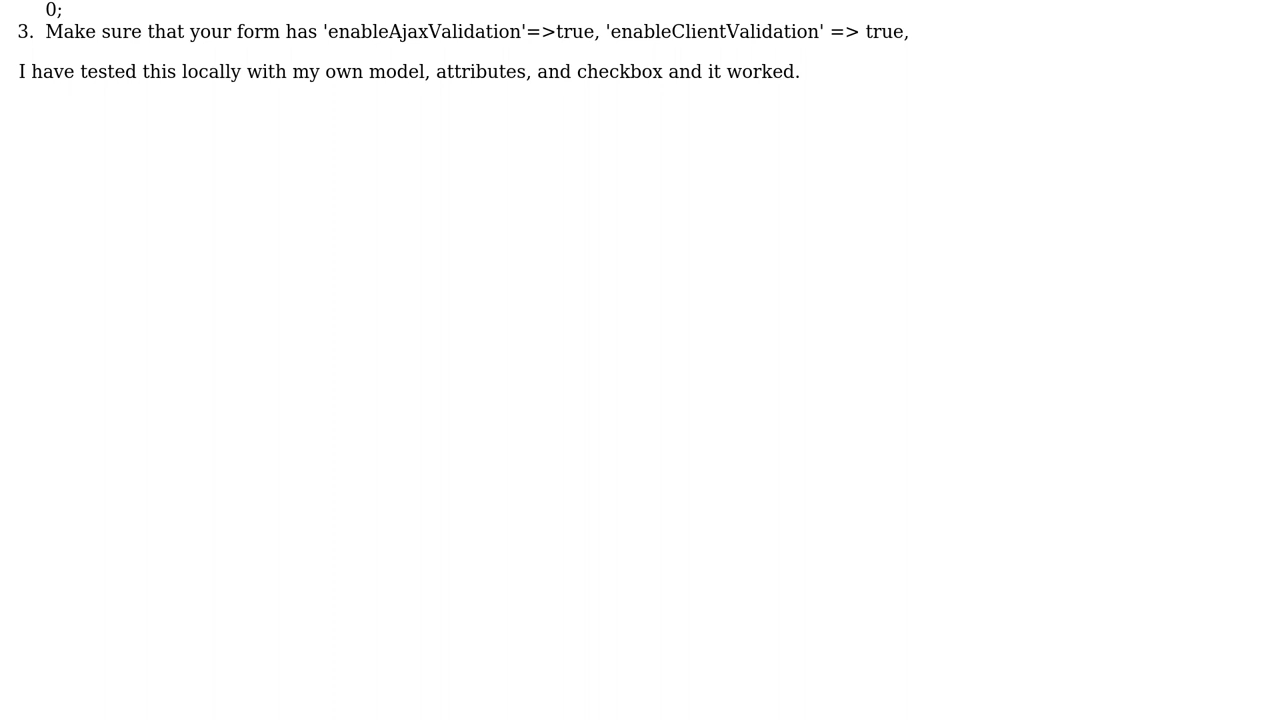 0;
3. Make sure that your form has 'enableAjaxValidation'=>true, 'enableClientValidation' => true,
I have tested this locally with my own model, attributes, and checkbox and it worked.